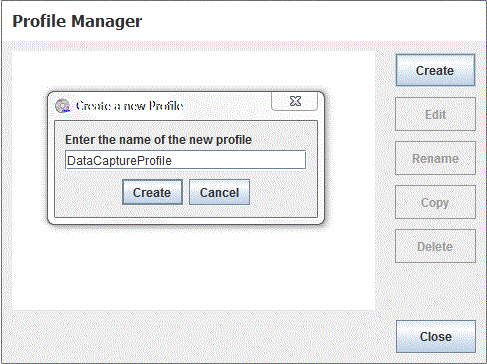 Profile Manager
Create a new Profile
Enter the name of the new profile
DataCaptureProfile
Create
Cancel
Create
Edit
Rename
Copy
Delete
Close